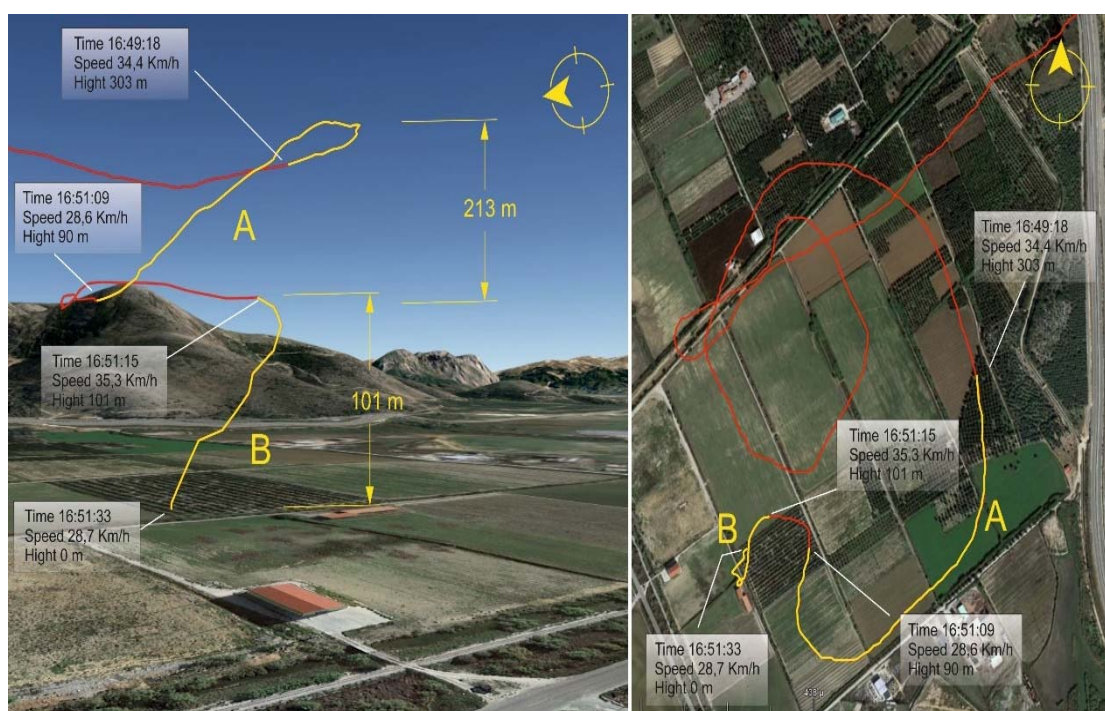 Time 16:49:18
Speed 34,4 Km/h
Hight 303 m
Time 16:51:09
Speed 28,6 Km/h
Hight 90 m
A
213 m
Time 16:51:15
Speed 35,3 Km/h
Hight 101 m
101 m
B
Time 16:51:33
Speed 28,7 Km/h
Hight 0 m
Time 16:49:18
Speed 34,4 Km/h
Hight 303 m
Time 16:51:15
Speed 35,3 Km/h
Hight 101 m
A
B
Time 16:51:33
Speed 28,7 Km/h
Hight 0 m
Time 16:51:09
Speed 28,6 Km/h
Hight 90 m